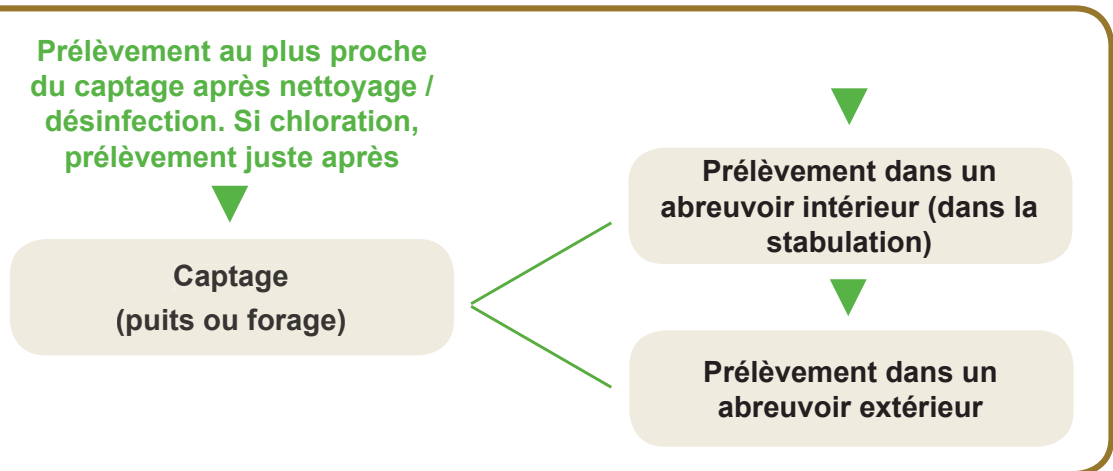 Prélèvement au plus proche
du captage après nettoyage /
désinfection. Si chloration,
prélèvement juste après
Captage
(puits ou forage)
Prélèvement dans un
abreuvoir intérieur (dans la
stabulation)
Prélèvement dans un
abreuvoir extérieur